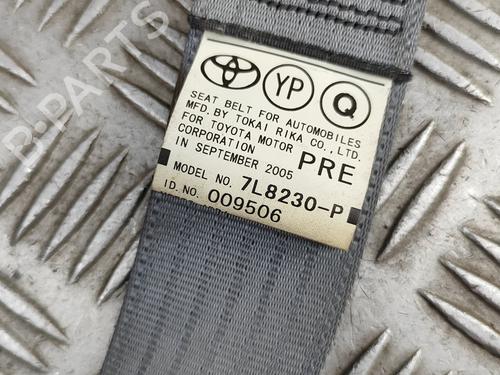 YP Q
SEAT BELT FOR AUTOMOBILES
MFD. BY TOKAI RIKA CO., LTD.
FOR TOYOTA MOTOR
CORPORATION PRE
IN SEPTEMBER 2005
MODEL NO. 7L8230-P
ID. NO. 009506
B-PARTS